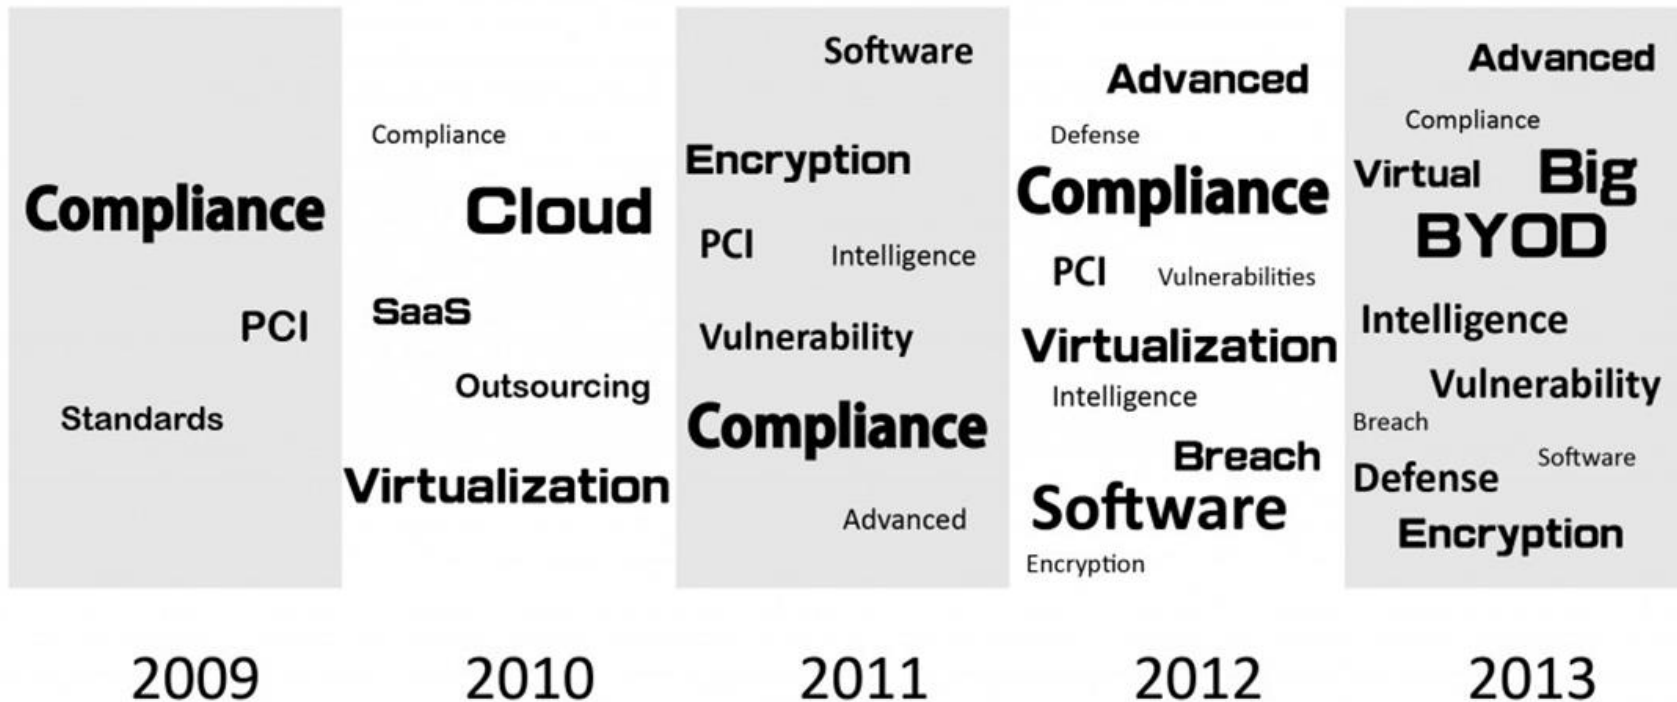 Compliance
PCI
Standards
2009
Compliance
Cloud
SaaS
Outsourcing
Virtualization
2010
Software
Encryption
PCI
Intelligence
Vulnerability
Compliance
Advanced
2011
Advanced
Defense
Compliance
PCI
Vulnerabilities
Virtualization
Intelligence
Breach
Software
Encryption
2012
Advanced
Compliance
Virtual
Big
BYOD
Intelligence
Vulnerability
Breach
Software
Defense
Encryption
2013